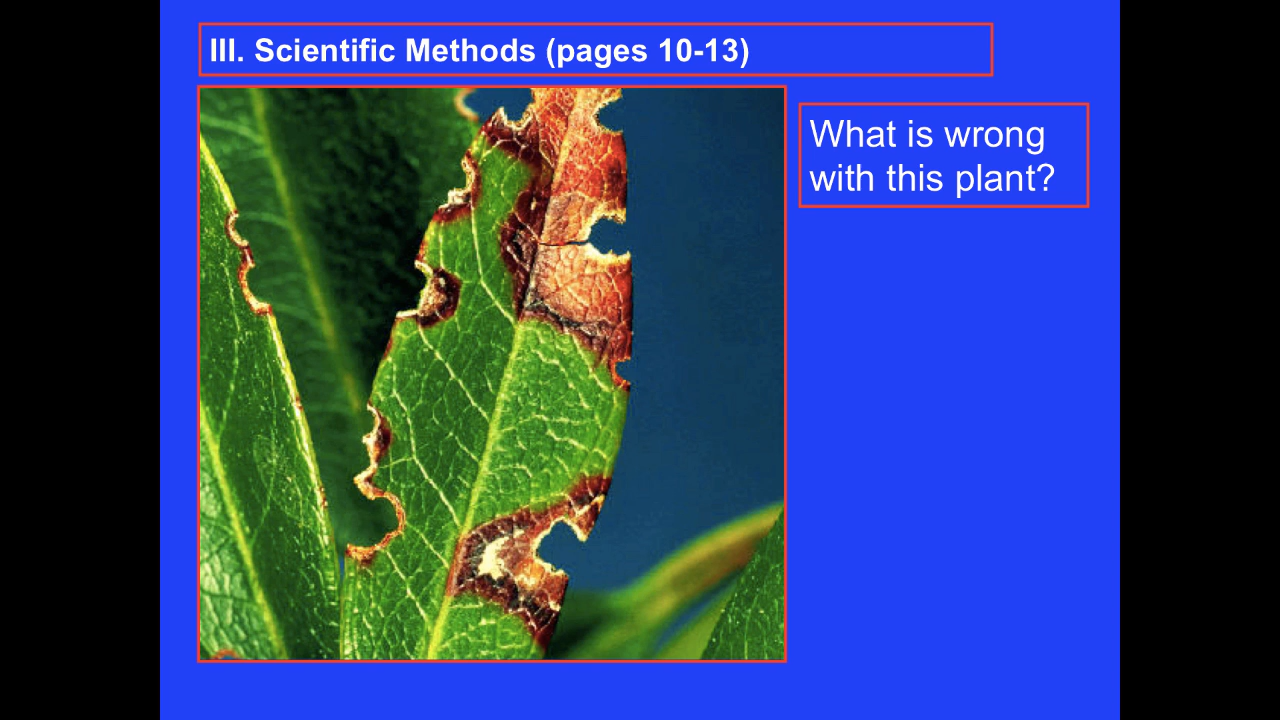 III. Scientific Methods (pages 10-13)
What is wrong
with this plant?